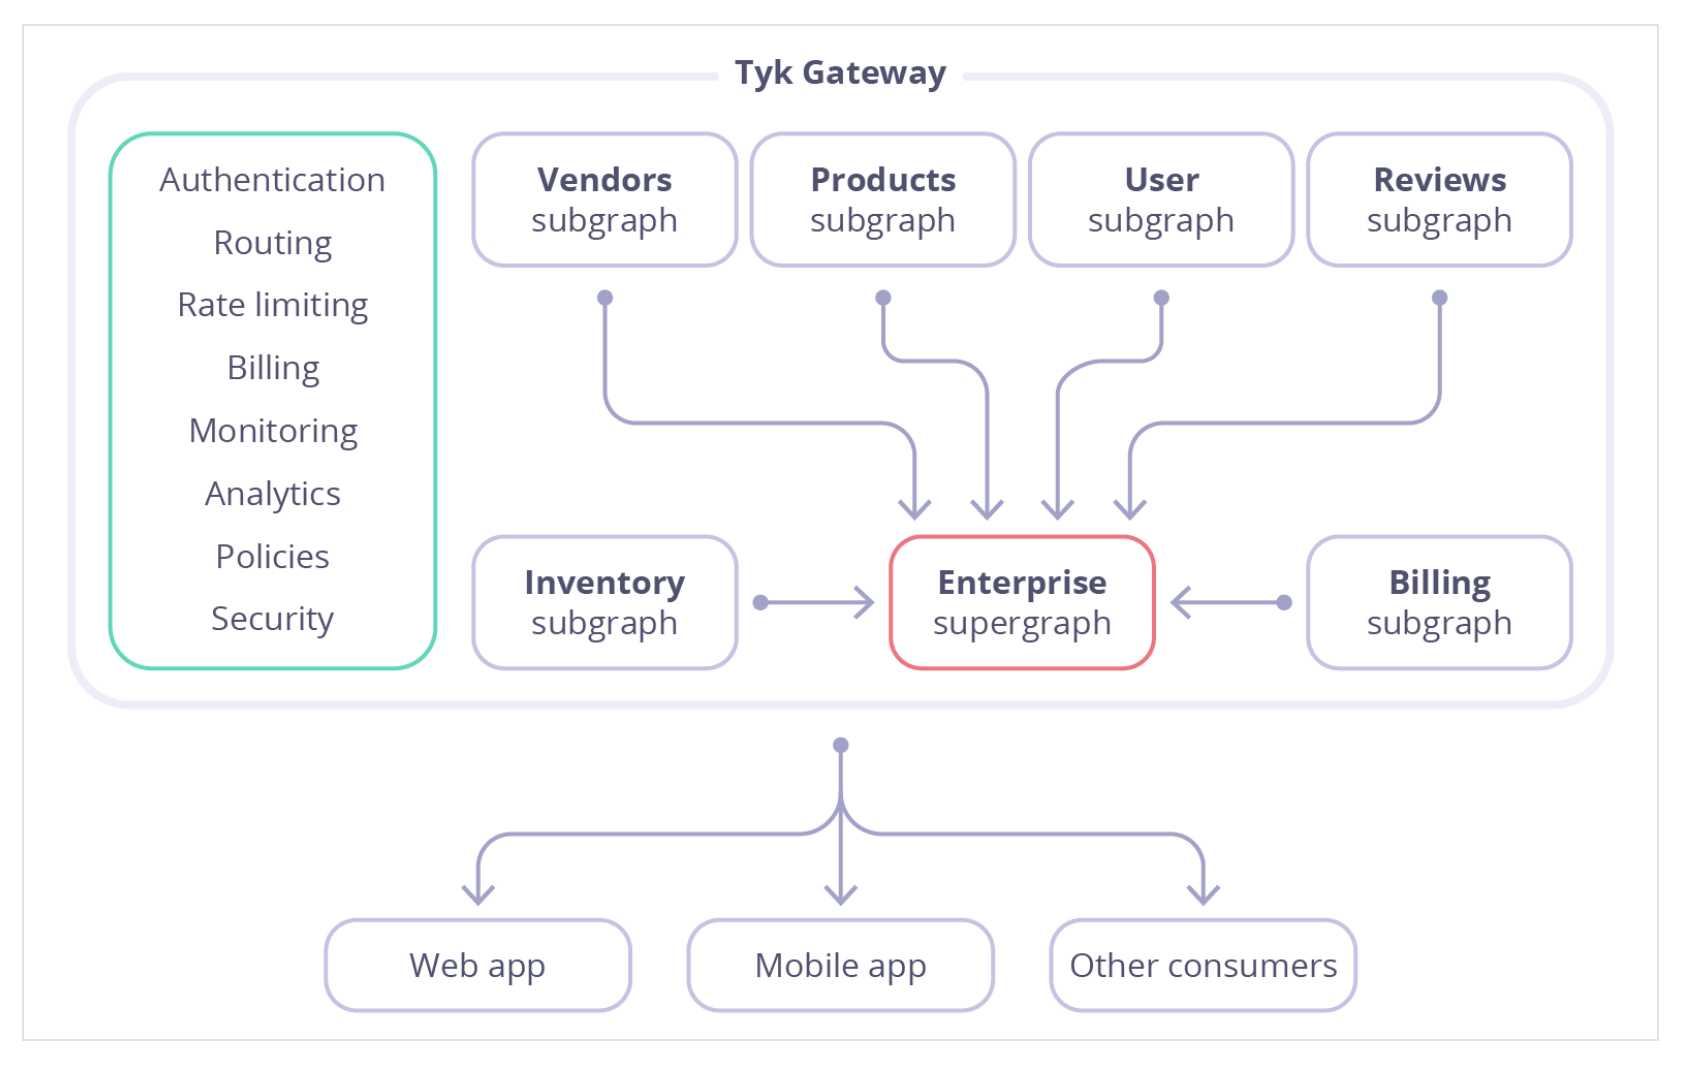 Tyk Gateway
Authentication
Routing
Rate limiting
Billing
Monitoring
Analytics
Policies
Security
Vendors
subgraph
Products
subgraph
User
subgraph
Reviews
subgraph
Inventory
subgraph
Enterprise
supergraph
Billing
subgraph
Web app
Mobile app
Other consumers